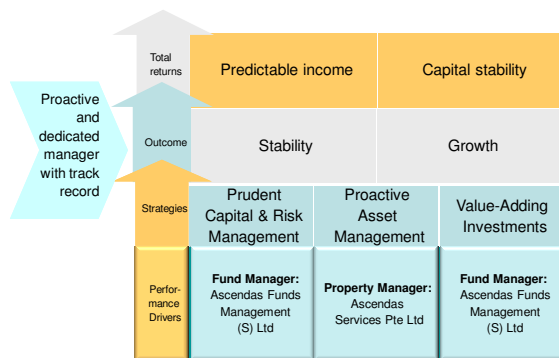 Total
returns
Predictable income
Capital stability
Proactive
and
dedicated
manager
with track
record
Outcome
Stability
Growth
Strategies
Prudent
Capital & Risk
Management
Proactive
Asset
Management
Value-Adding
Investments
Perfor-
mance
Drivers
Fund Manager:
Ascendas Funds
Management
(S) Ltd
Property Manager:
Ascendas
Services Pte Ltd
Fund Manager:
Ascendas Funds
Management
(S) Ltd